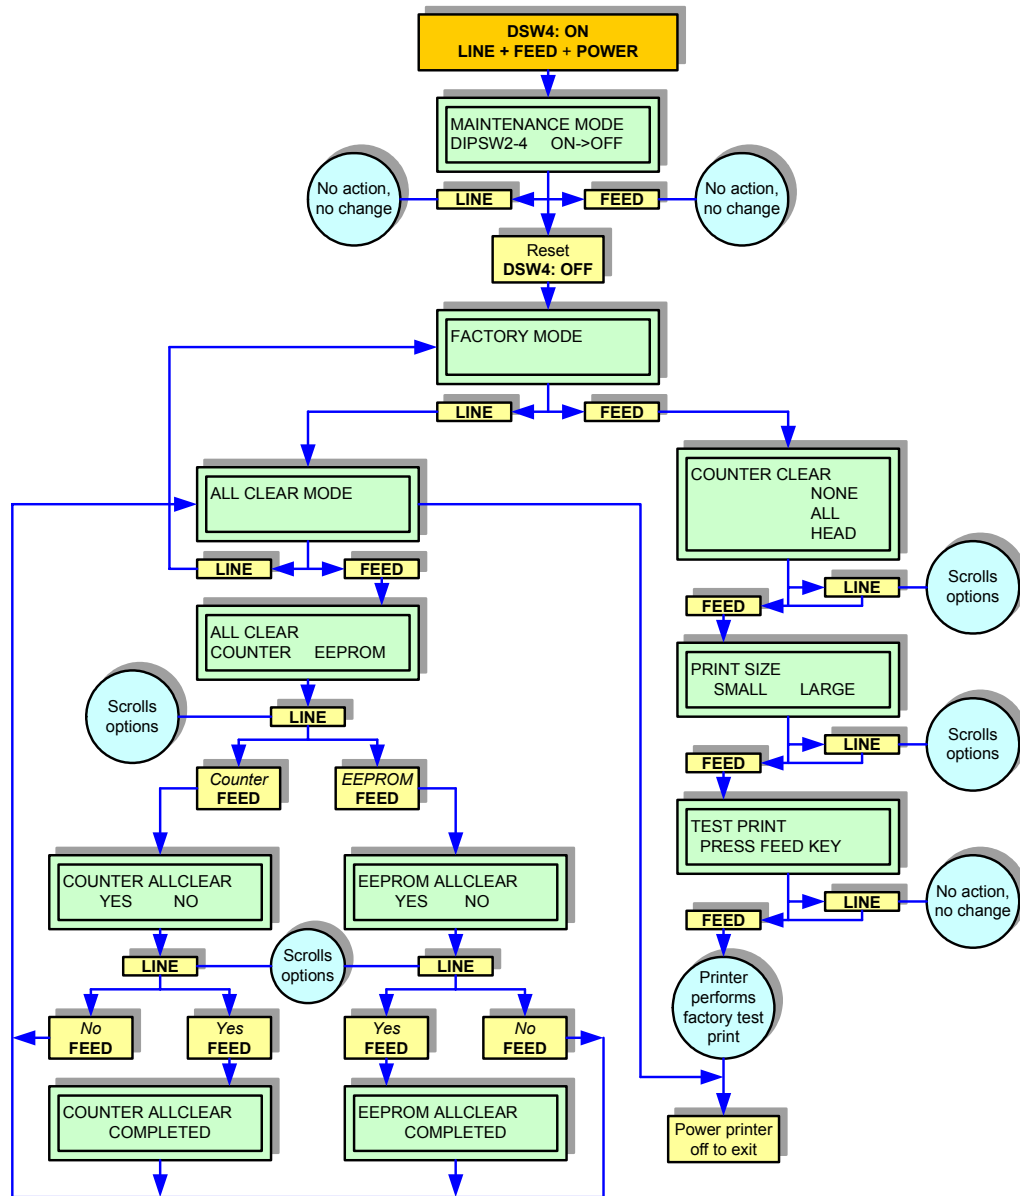 DSW4: ON
LINE + FEED + POWER
MAINTENANCE MODE
DIPSW2-4 ON->OFF
No action,
no change
LINE
FEED
No action,
no change
Reset
DSW4: OFF
FACTORY MODE
LINE
FEED
ALL CLEAR MODE
LINE
FEED
ALL CLEAR
COUNTER EEPROM
Scrolls
options
LINE
Counter
FEED
EEPROM
FEED
COUNTER ALLCLEAR
YES NO
EEPROM ALLCLEAR
YES NO
LINE
Scrolls
options
LINE
No
FEED
Yes
FEED
Yes
FEED
No
FEED
COUNTER ALLCLEAR
COMPLETED
EEPROM ALLCLEAR
COMPLETED
COUNTER CLEAR
NONE
ALL
HEAD
LINE
Scrolls
options
FEED
PRINT SIZE
SMALL LARGE
LINE
Scrolls
options
FEED
TEST PRINT
PRESS FEED KEY
LINE
No action,
no change
FEED
Printer
performs
factory test
print
Power printer
off to exit